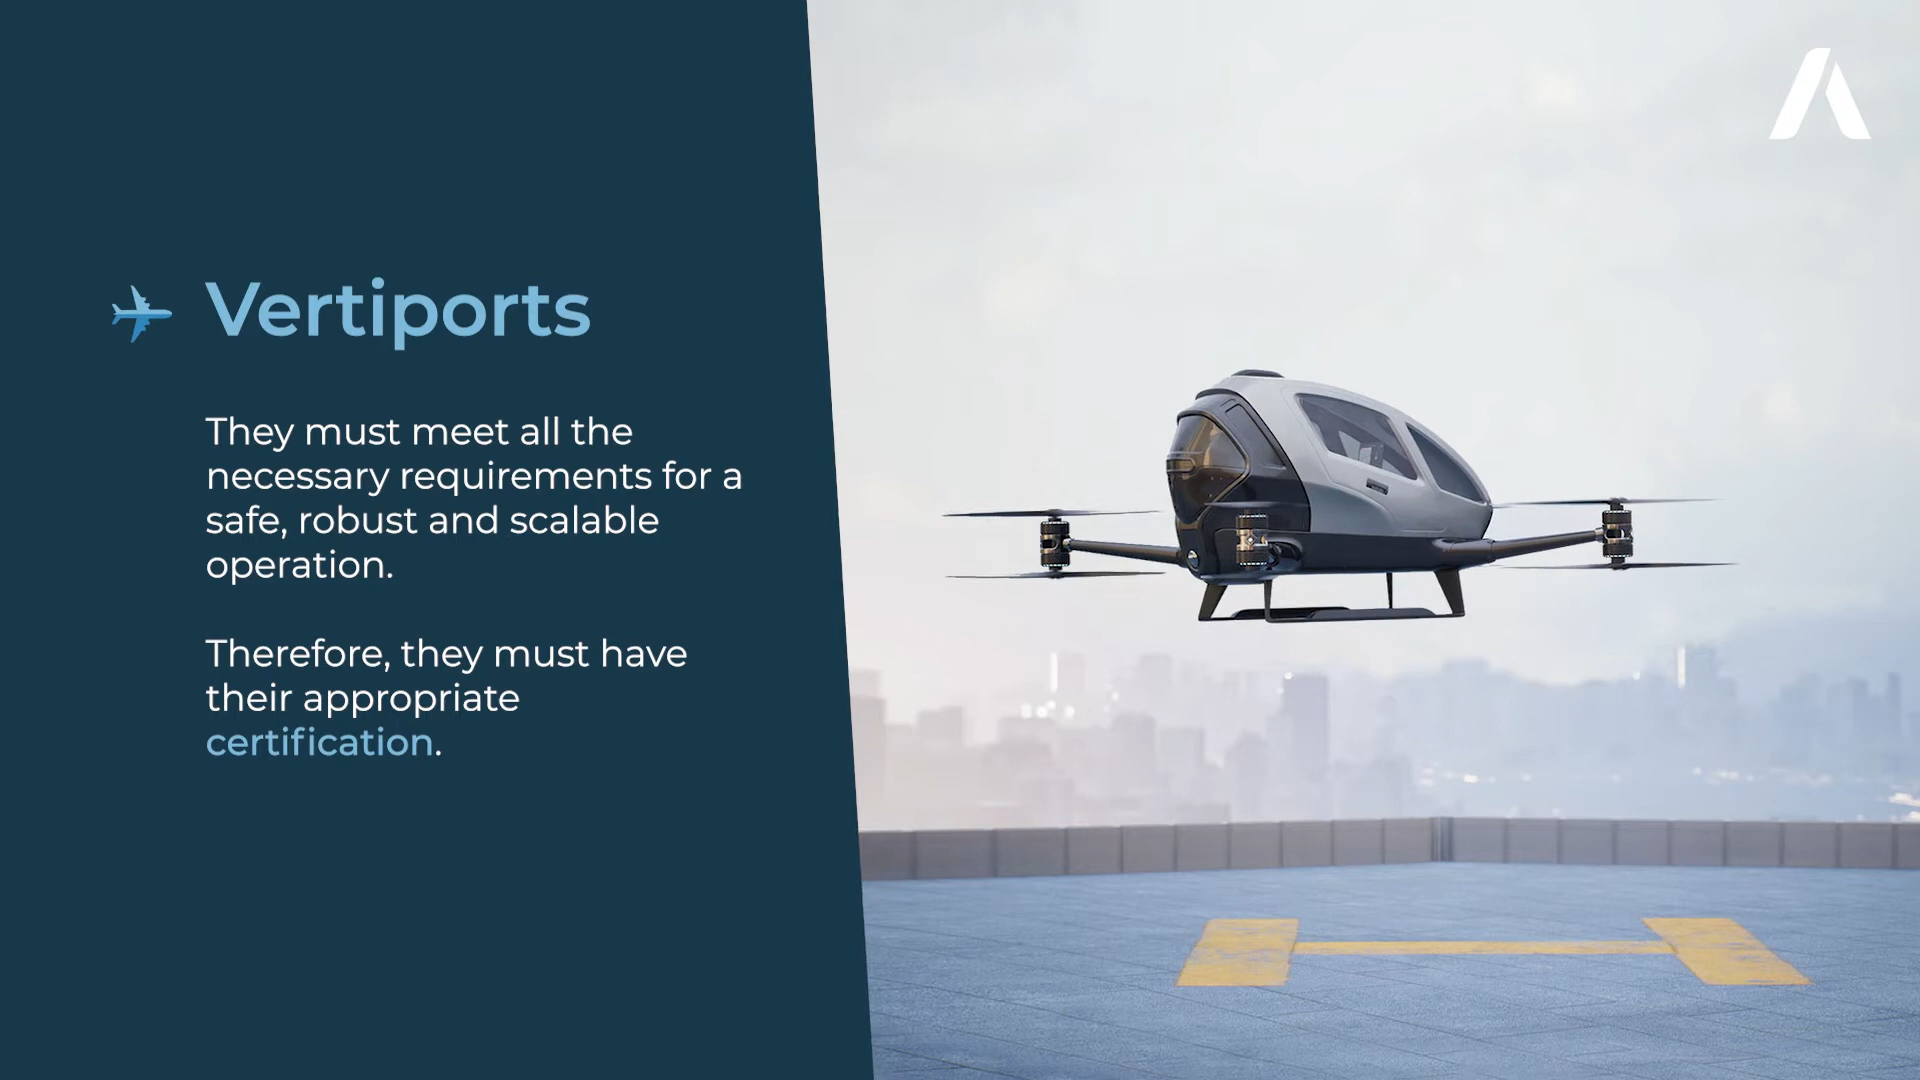 Vertiports
They must meet all the
necessary requirements for a
safe, robust and scalable
operation.
Therefore, they must have
their appropriate
certification.